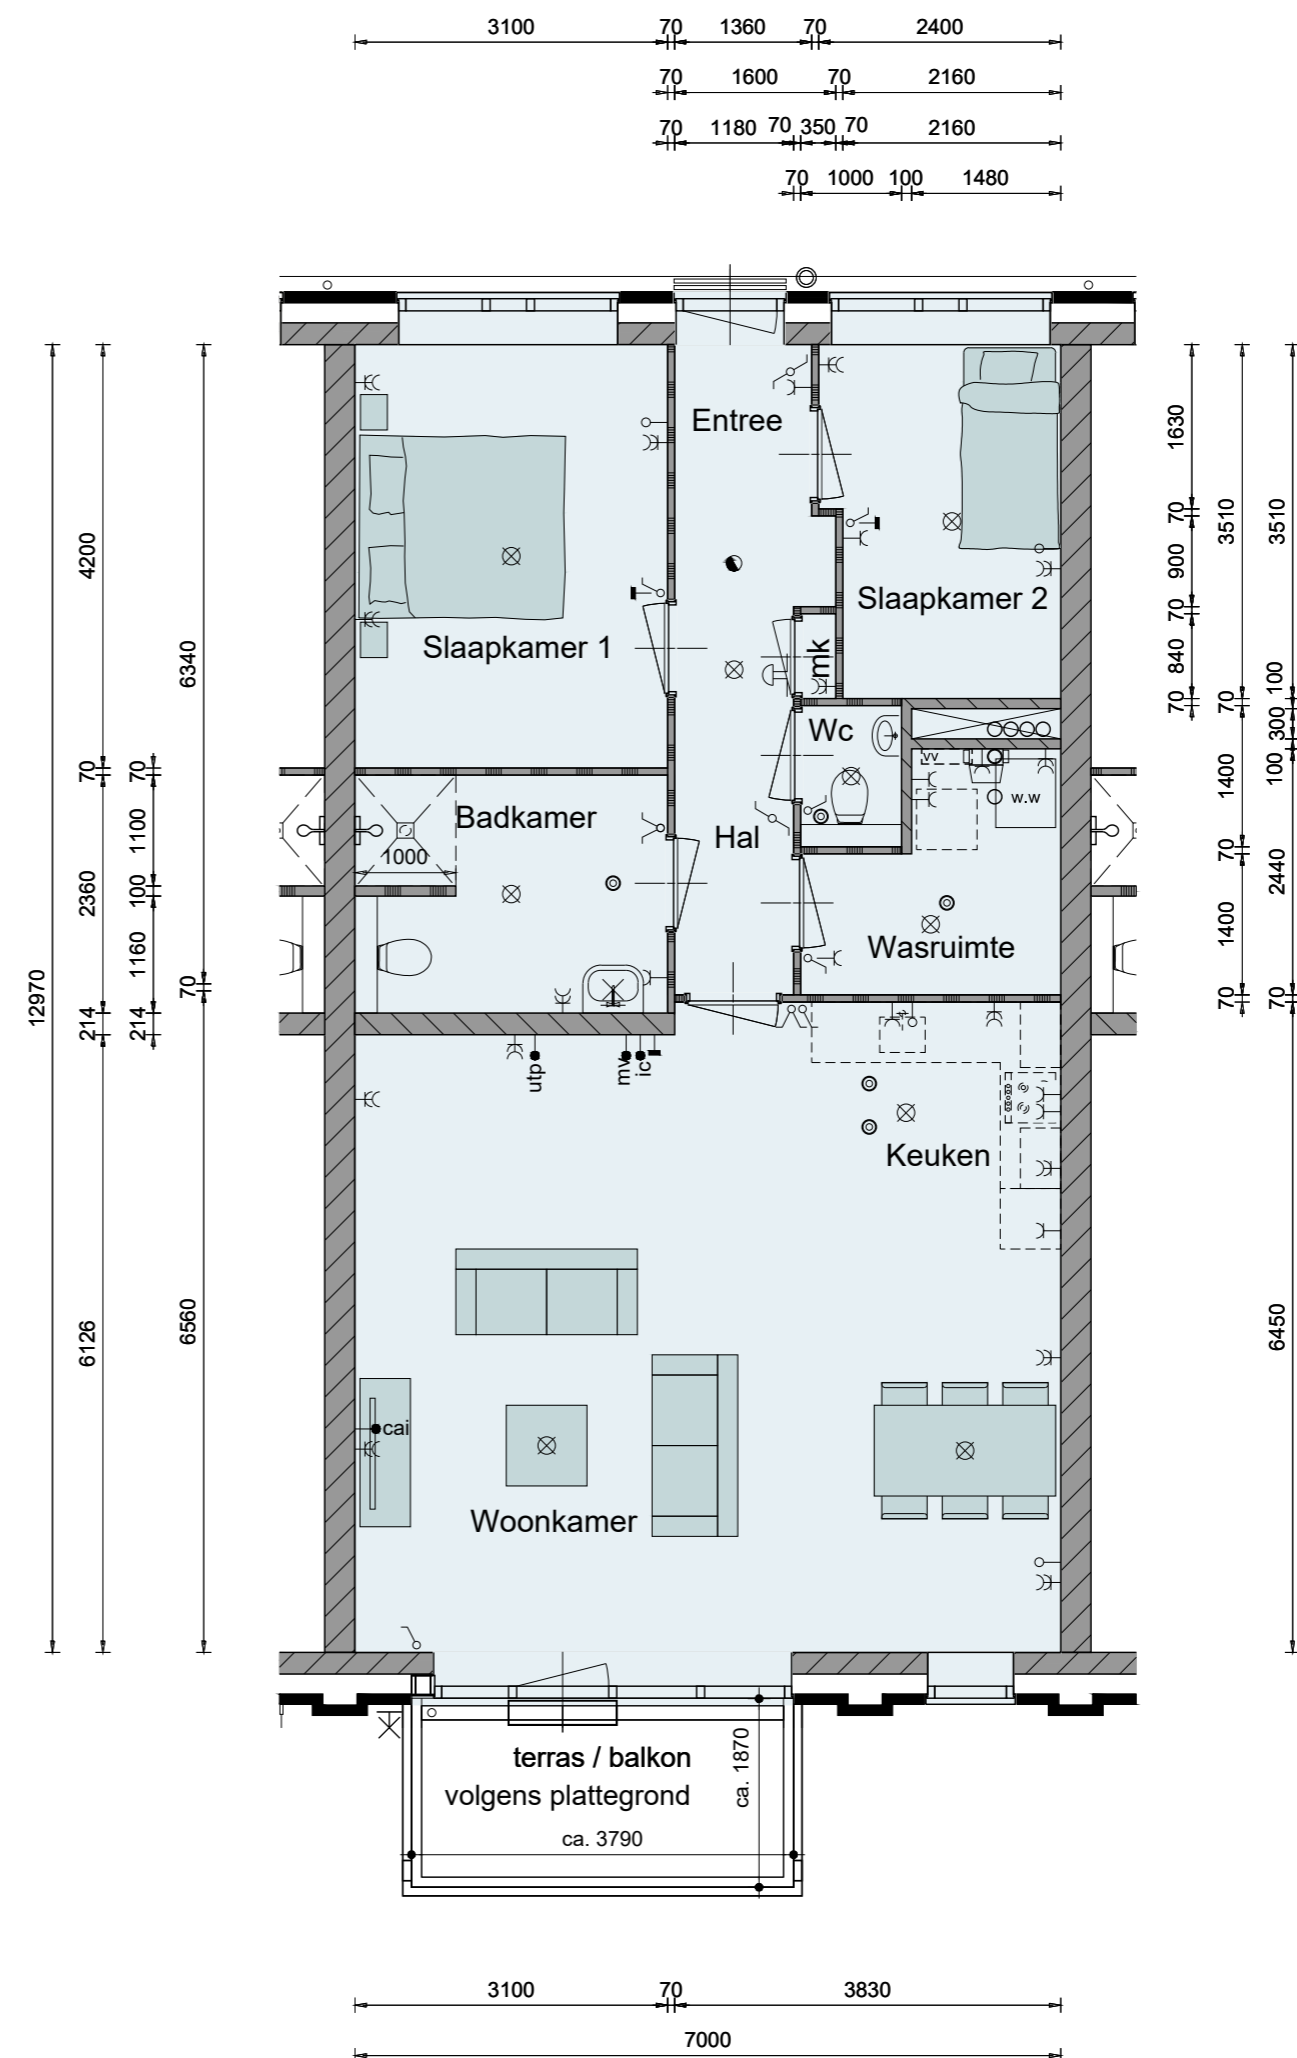 3100 70 1360 70 2400
70 1600 70 2160
70 1180 70 350 70 2160
70 1000 100 1480
12970
4200
70
2360
214
6126
70
1100
100
1160
214
6340
70
6560
Entree
Slaapkamer 1
Slaapkamer 2
mk
Wc
vv
w.w
Badkamer
1000
Hal
Wasruimte
utp
mv
ic
Keuken
cai
Woonkamer
1630
70
900
70
840
70
3510
70
1400
70
1400
70
3510
100
300
100
2440
70
6450
terras / balkon
volgens plattegrond
ca. 1870
ca. 3790
3100 70 3830
7000